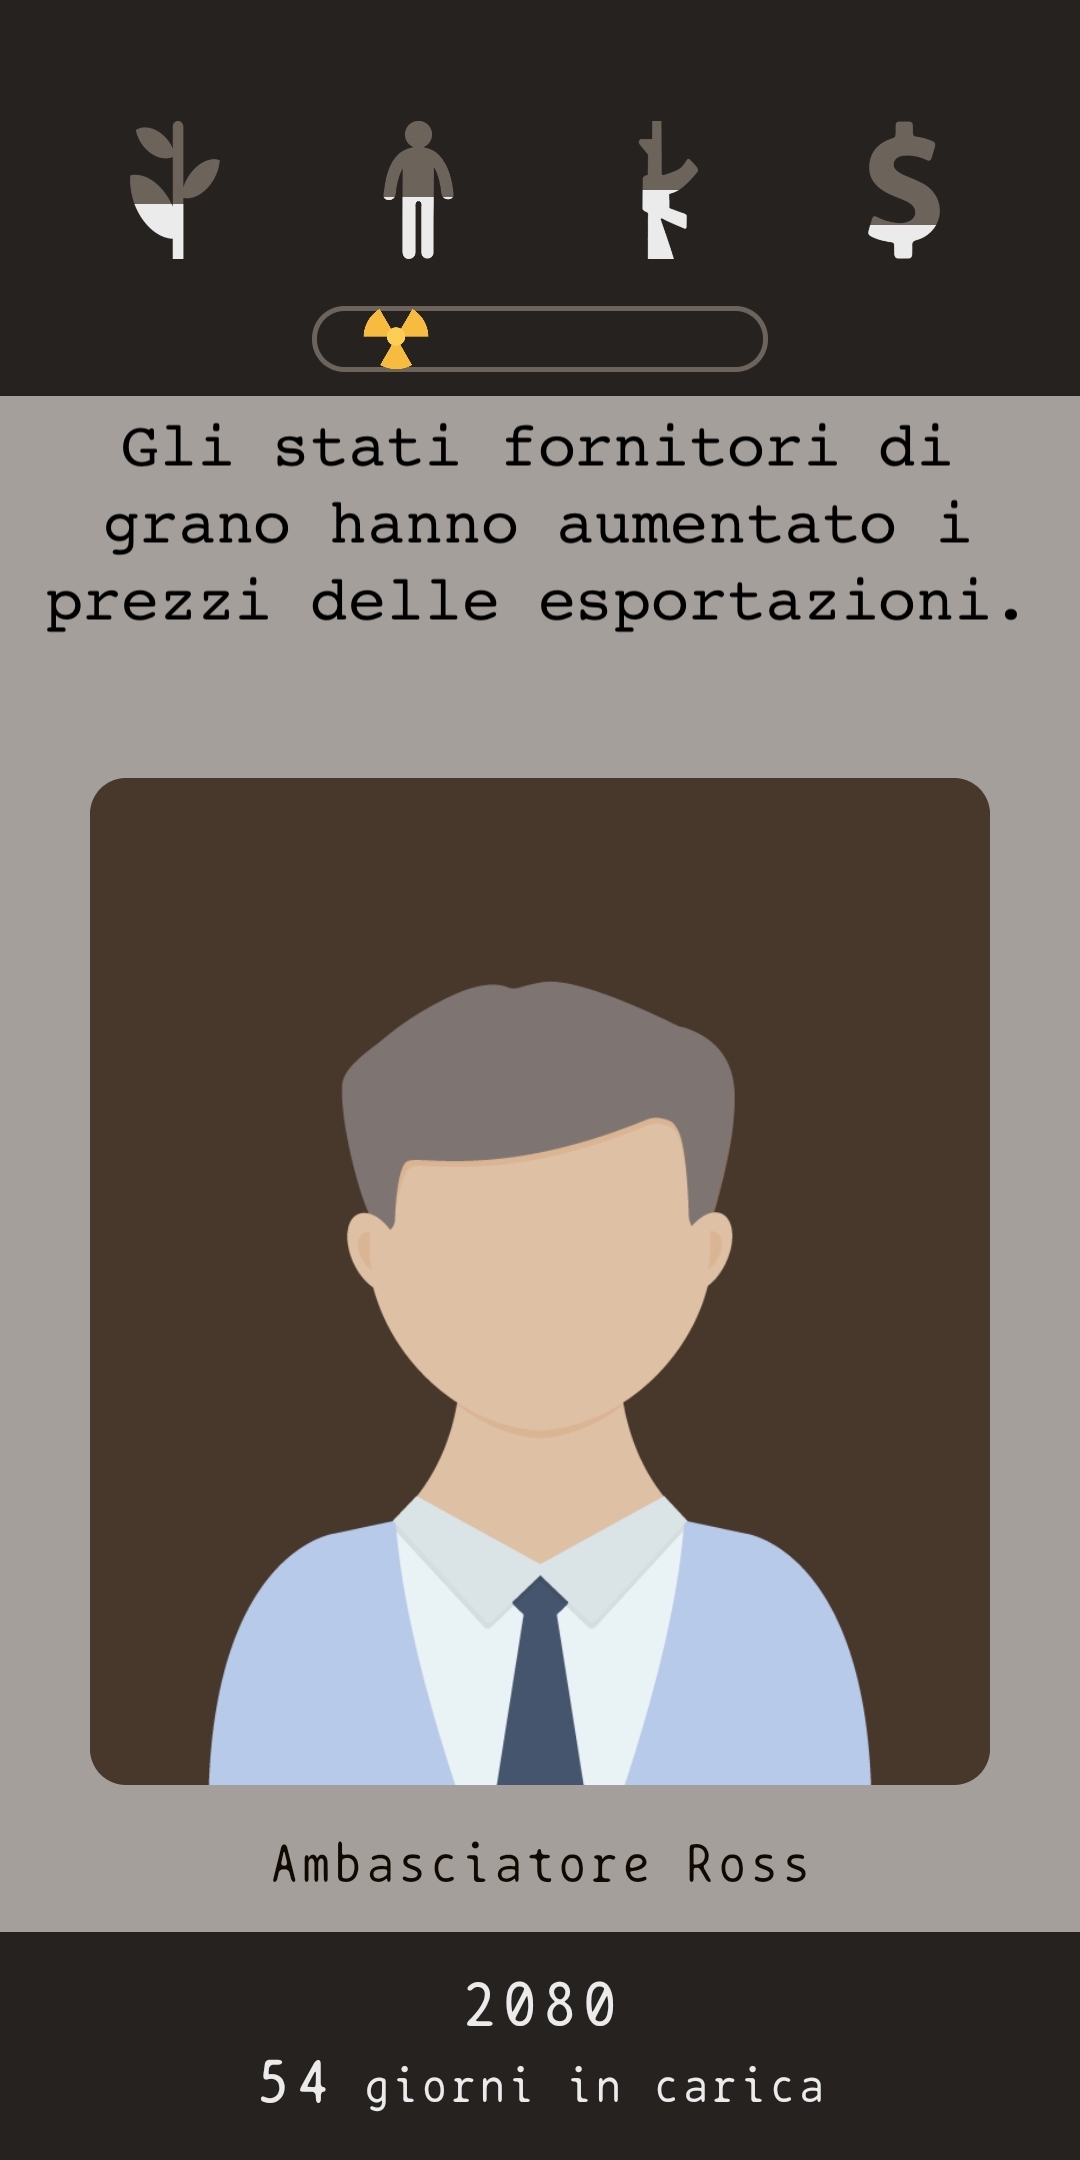 Gli stati fornitori di
grano hanno aumentato i
prezzi delle esportazioni.
Ambasciatore Ross
2080
54 giorni in carica